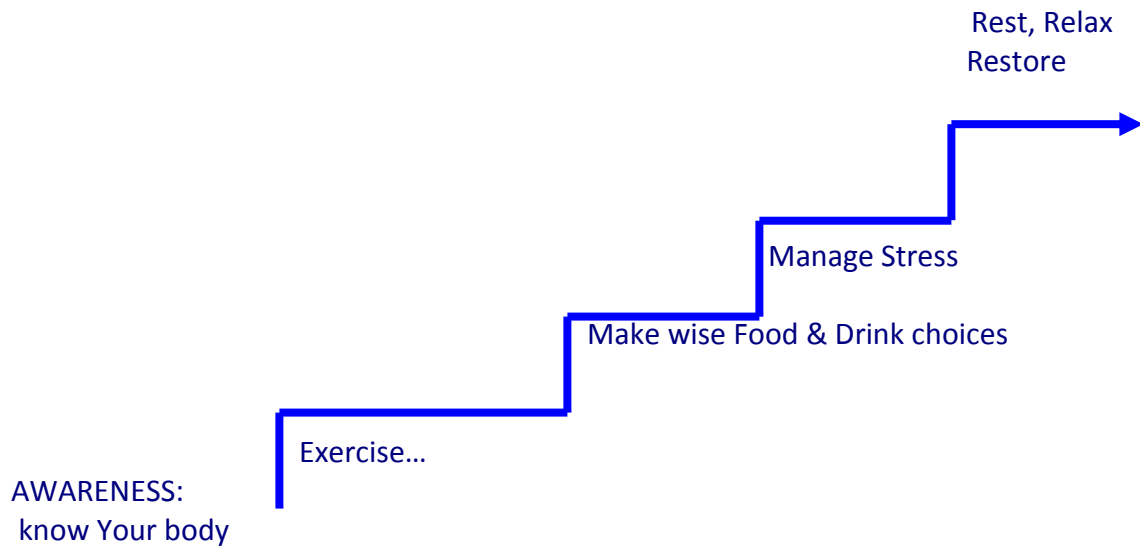 Rest, Relax
Restore
Manage Stress
Make wise Food & Drink choices
Exercise...
AWARENESS:
know Your body